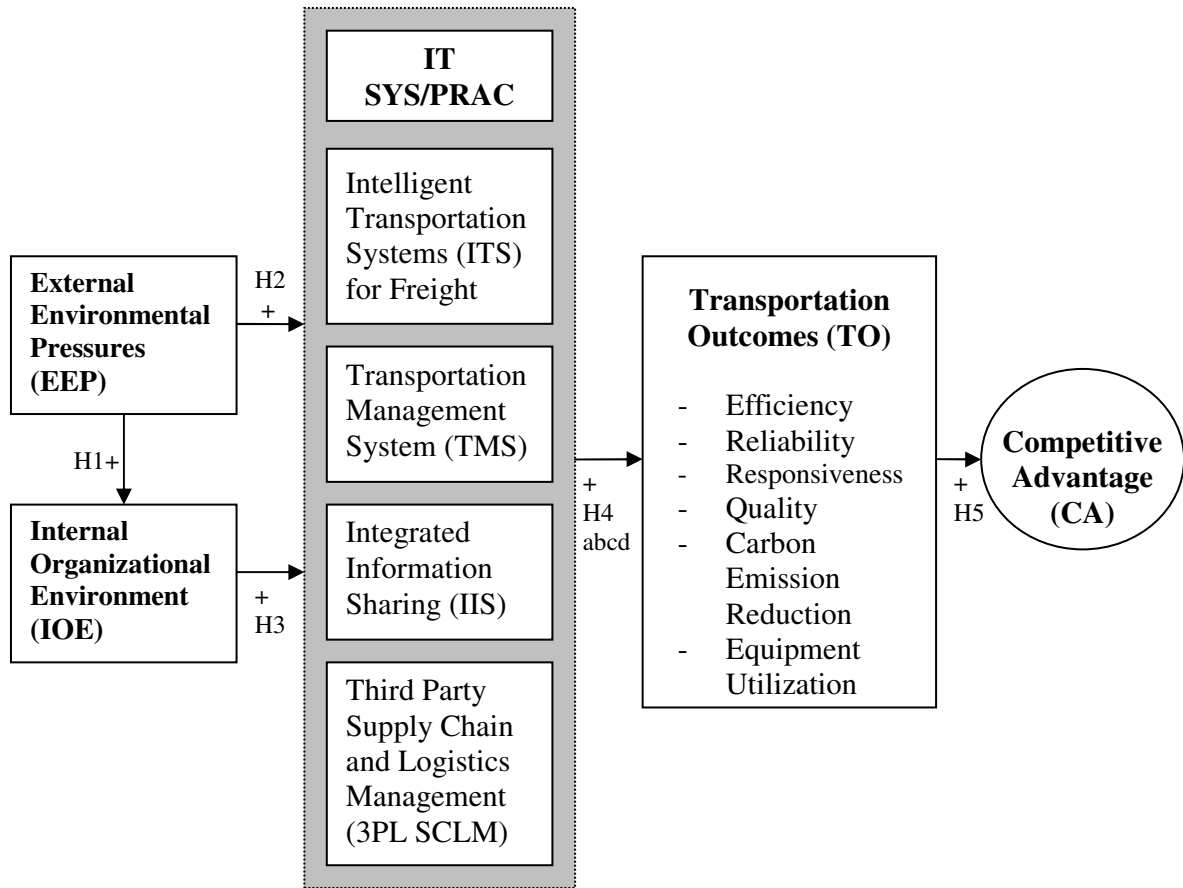 External
Environmental
Pressures
(EEP)
H1+
Internal
Organizational
Environment
(IOE)
H2
+
+
H3
IT
SYS/PRAC
Intelligent
Transportation
Systems (ITS)
for Freight
Transportation
Management
System (TMS)
Integrated
Information
Sharing (IIS)
Third Party
Supply Chain
and Logistics
Management
(3PL SCLM)
+
H4
abcd
Transportation
Outcomes (TO)
- Efficiency
- Reliability
- Responsiveness
- Quality
- Carbon
Emission
Reduction
- Equipment
Utilization
+
H5
Competitive
Advantage
(CA)